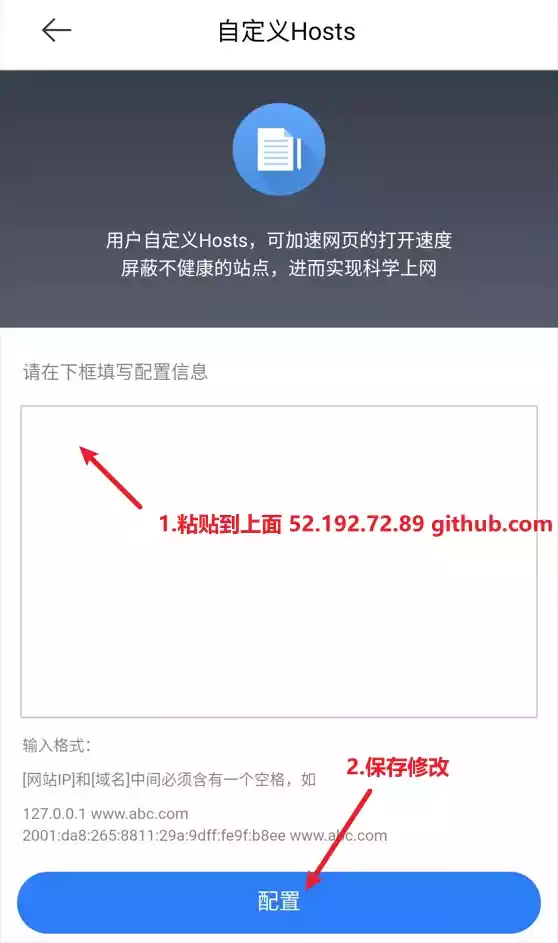 自定义Hosts
用户自定义Hosts，可加速网页的打开速度
屏蔽不健康的站点，进而实现科学上网
请在下框填写配置信息
1.粘贴到上面 52.192.72.89 github.com
输入格式：
[网站IP]和[域名]中间必须含有一个空格，如
2.保存修改
127.0.0.1 www.abc.com
2001:da8:265:8811:29a:9dff:fe9f:b8ee www.abc.com
配置